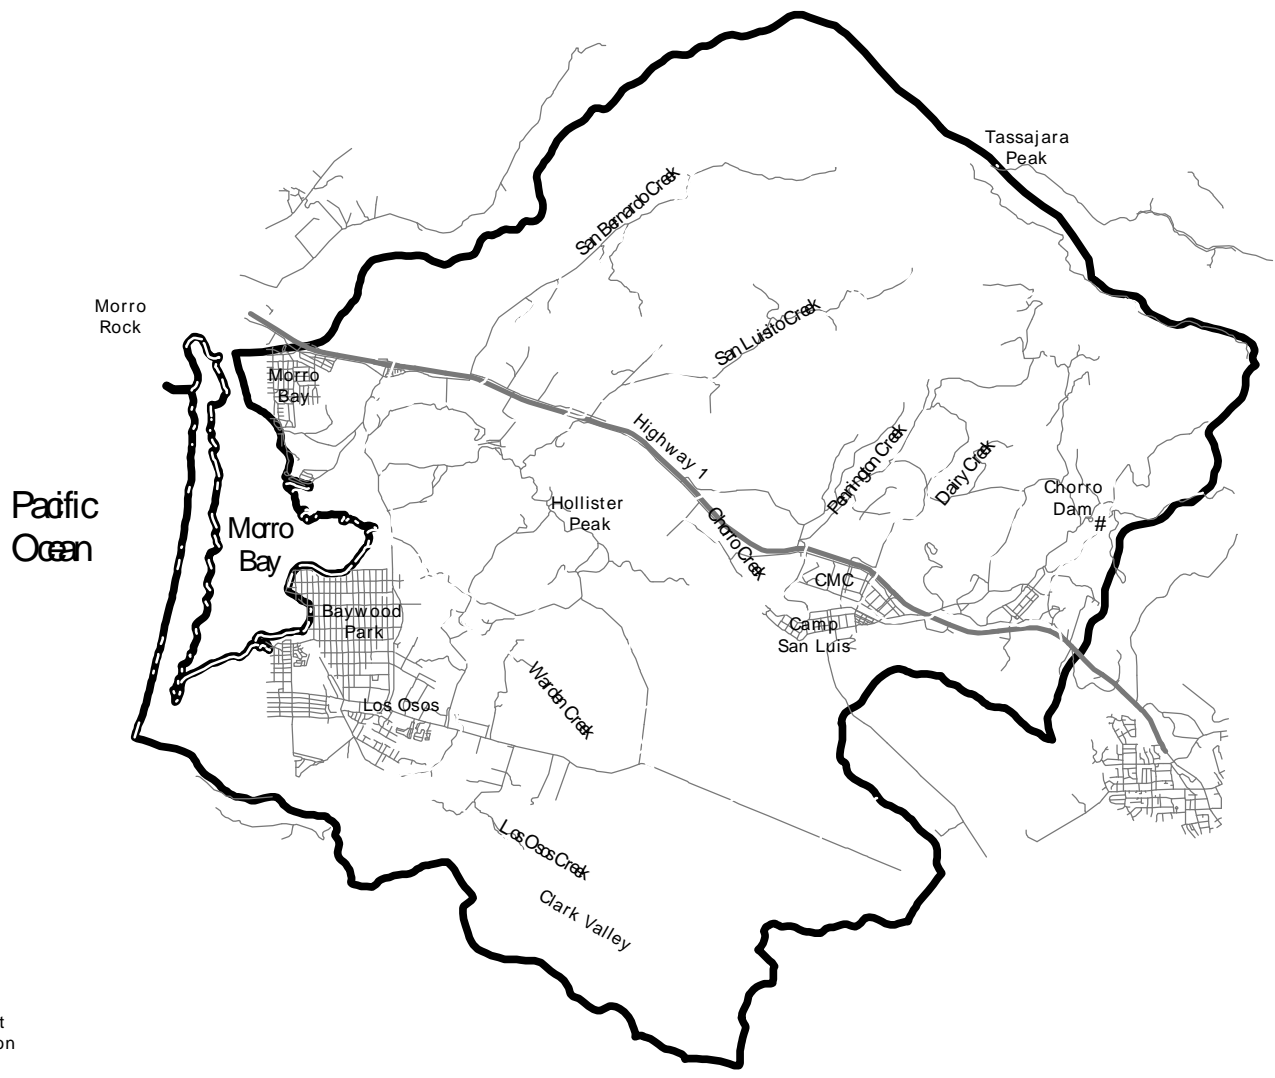 Tassajara
Peak
San Bernardo Creek
Morro
Rock
San Luisito Creek
Morro
Bay
Highway 1
Pennington Creek
Dairy Creek
Pacific
Ocean
Morro
Bay
Hollister
Peak
Chorro
Dam
#
Chorro Creek
CMC
Baywood
Park
Camp
San Luis
Warden Creek
Los Osos
Los Osos Creek
Clark Valley
t
on